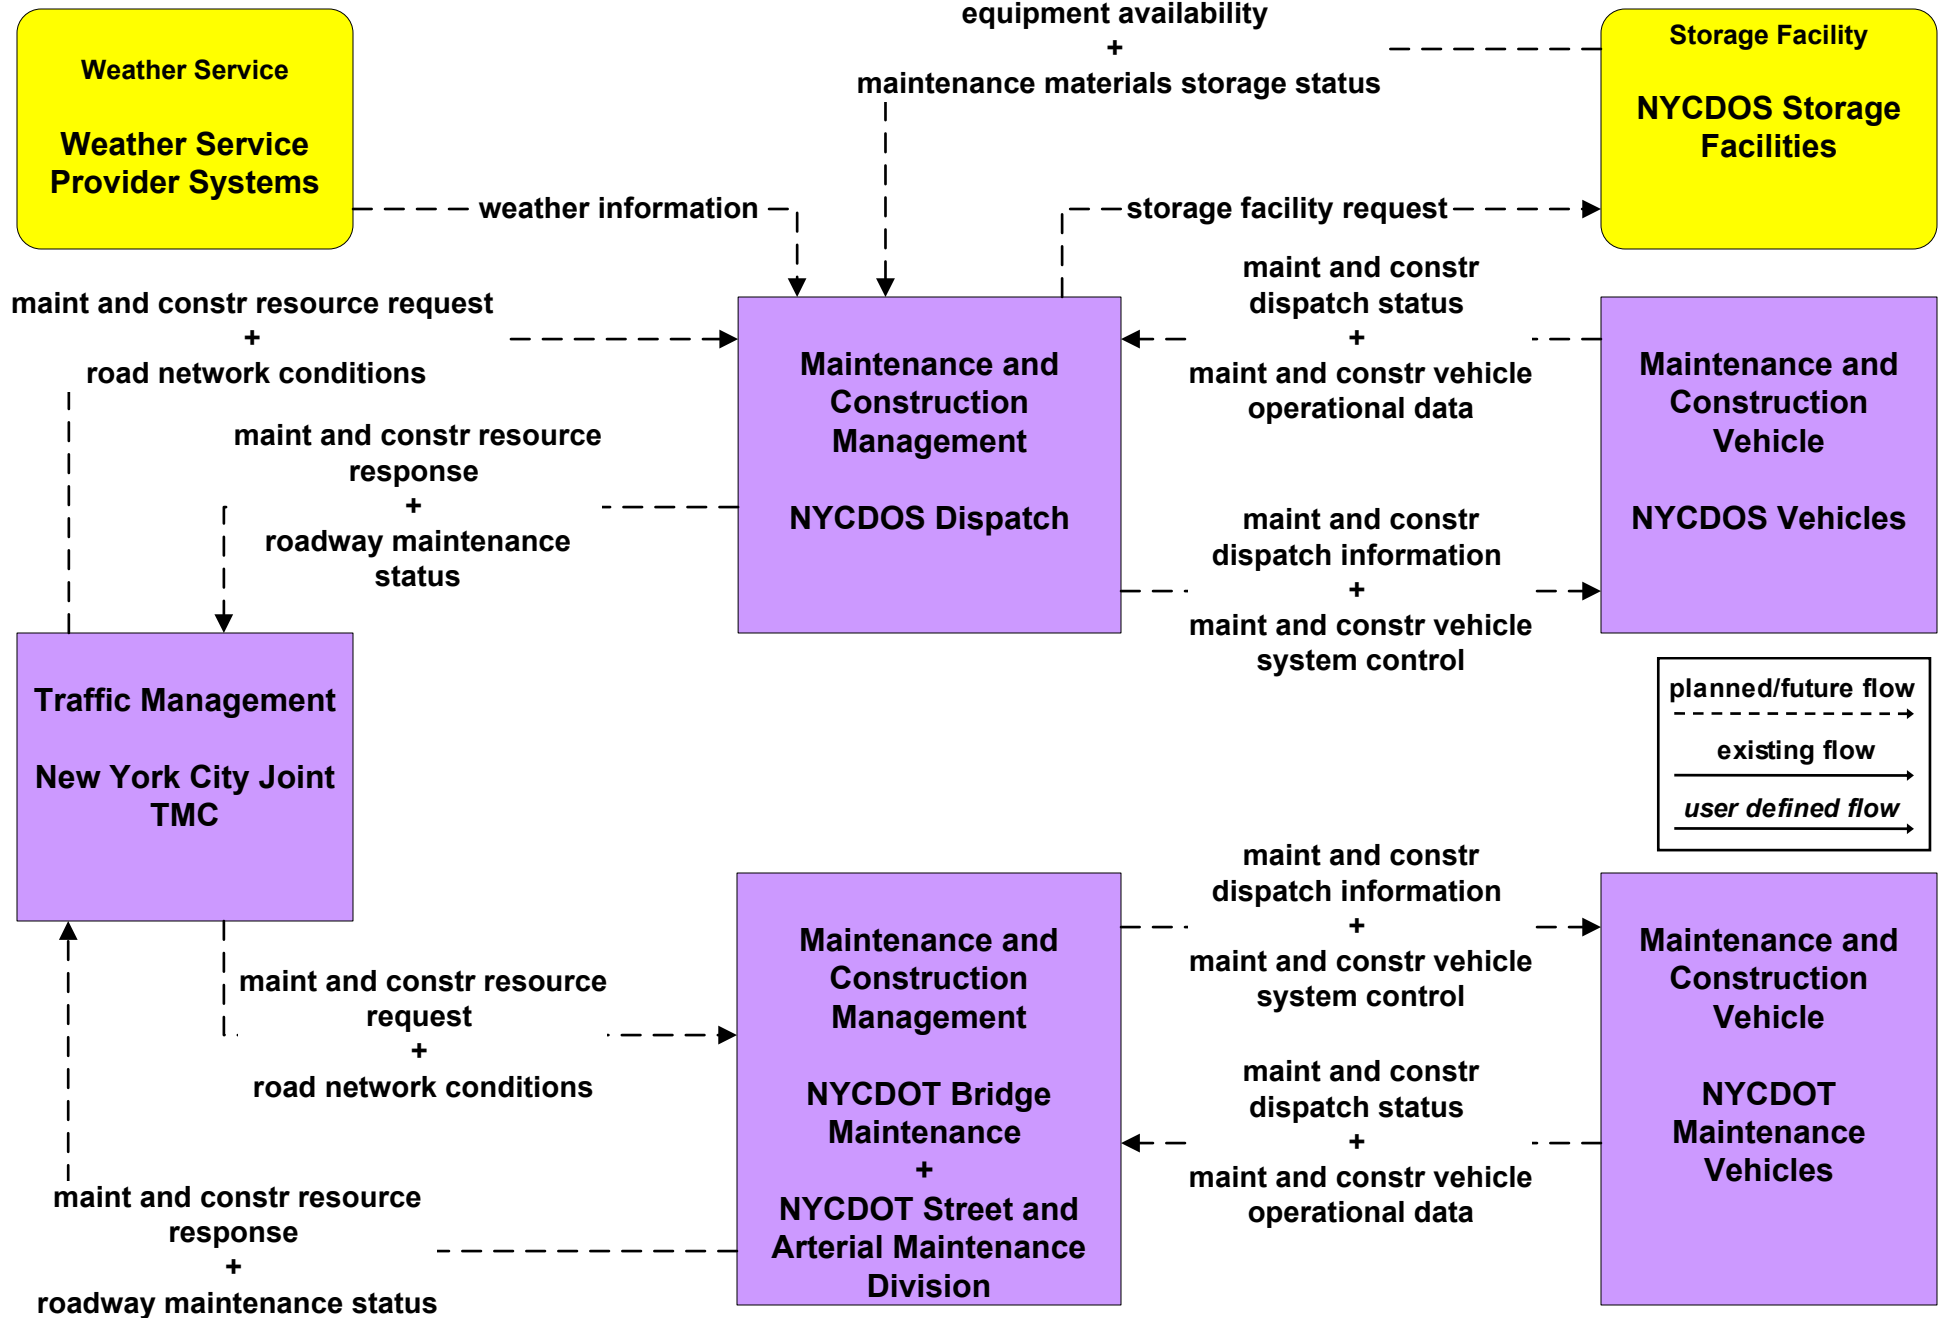 equipment availability
+
maintenance materials storage status
Weather Service
Weather Service
Provider Systems
Storage Facility
NYCDOS Storage
Facilities
weather information
storage facility request
maint and constr resource request
+
road network conditions
maint and constr
dispatch status
+
maint and constr vehicle
operational data
Maintenance and
Construction
Management
NYCDOS Dispatch
Maintenance and
Construction
Vehicle
NYCDOS Vehicles
maint and constr resource
response
+
roadway maintenance
status
maint and constr
dispatch information
+
maint and constr vehicle
system control
Traffic Management
New York City Joint
TMC
planned/future flow
existing flow
user defined flow
maint and constr
dispatch information
+
maint and constr vehicle
system control
maint and constr resource
request
+
road network conditions
Maintenance and
Construction
Management
NYCDOT Bridge
Maintenance
+
NYCDOT Street and
Arterial Maintenance
Division
Maintenance and
Construction
Vehicle
NYCDOT
Maintenance
Vehicles
maint and constr
dispatch status
+
maint and constr vehicle
operational data
maint and constr resource
response
+
roadway maintenance status